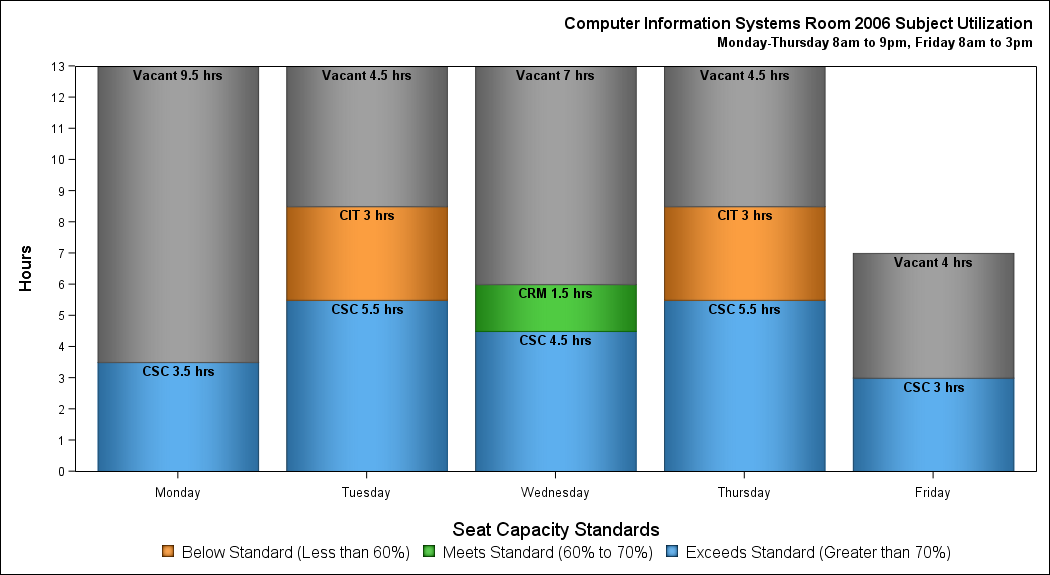 Computer Information Systems Room 2006 Subject Utilization
Monday-Thursday 8am to 9pm, Friday 8am to 3pm
Hours
13
12
11
10
9
8
7
6
5
4
3
2
1
0
Vacant 9.5 hrs
CSC 3.5 hrs
Vacant 4.5 hrs
CIT 3 hrs
CSC 5.5 hrs
Vacant 7 hrs
CRM 1.5 hrs
CSC 4.5 hrs
Vacant 4.5 hrs
CIT 3 hrs
CSC 5.5 hrs
Vacant 4 hrs
CSC 3 hrs
Monday Tuesday Wednesday Thursday Friday
Seat Capacity Standards
Below Standard (Less than 60%) Meets Standard (60% to 70%) Exceeds Standard (Greater than 70%)